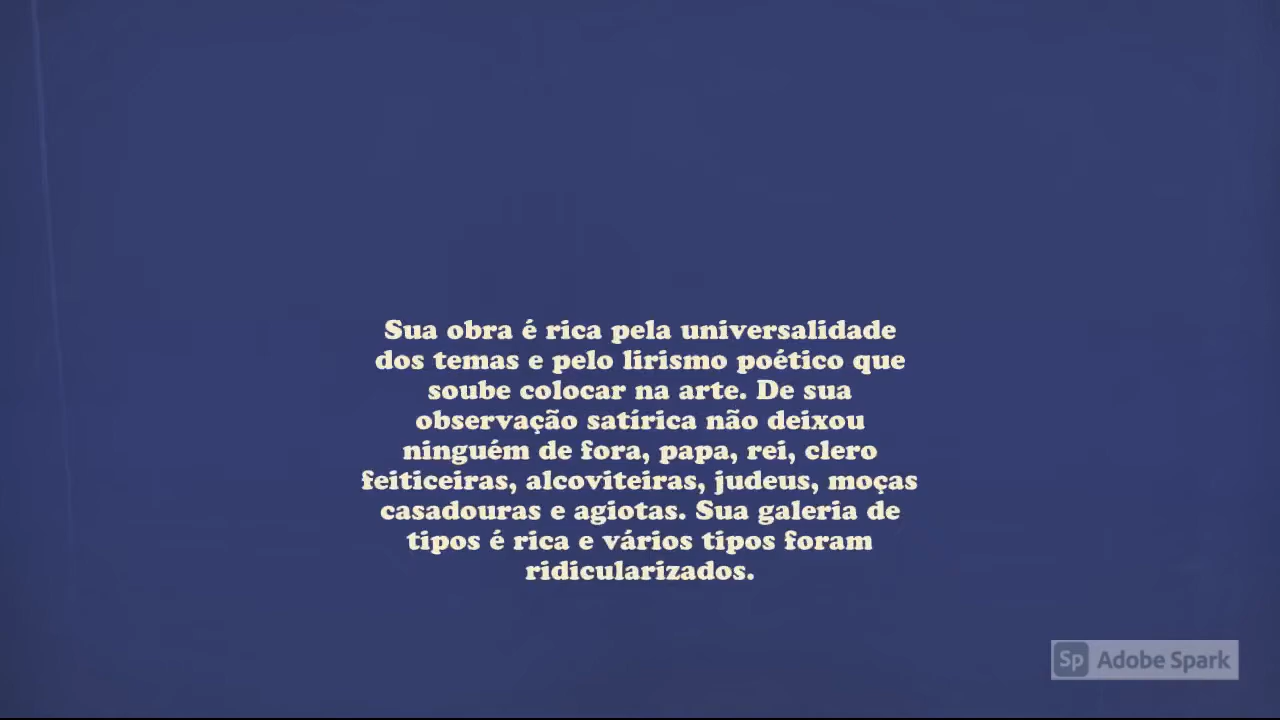 Sua obra é rica pela universalidade
dos temas e pelo lirismo poético que
soube colocar na arte. De sua
observação satírica não deixou
ninguém de fora, papa, rei, clero
feiticeiras, alcoviteiras, judeus, moças
casadouras e agiotas. Sua galeria de
tipos é rica e vários tipos foram
ridicularizados.
Sp Adobe Spark